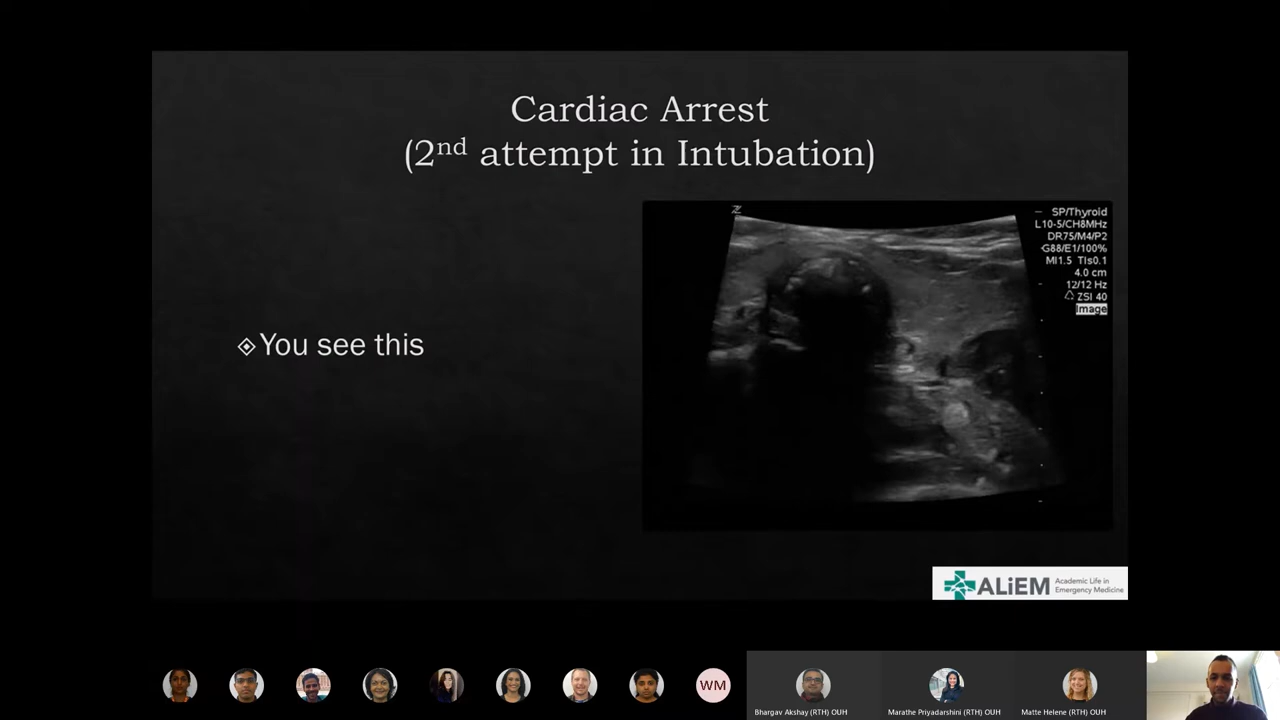 Cardiac Arrest
(2nd attempt in Intubation)
You see this
Z
SP/Thyroid
L10-5/CH8MHz
DR75/M4/P2
G88/E1/100%
MI1.5 TIs0.1
4.0 cm
12/12 Hz
ZSI 40
Image
ALiEM
Academic Life in
Emergency Medicine
WM
Bhargav Akshay (RTH) OUH
Marathe Priyadarshini (RTH) OUH
Matte Helene (RTH) OUH